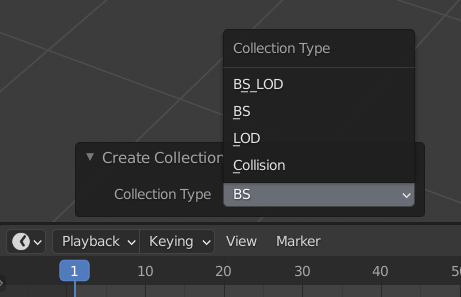 Collection Type
BS_LOD
BS
LOD
Collision
Create Collection
Collection Type BS
Playback Keying View Marker
1 10 20 30 40 50